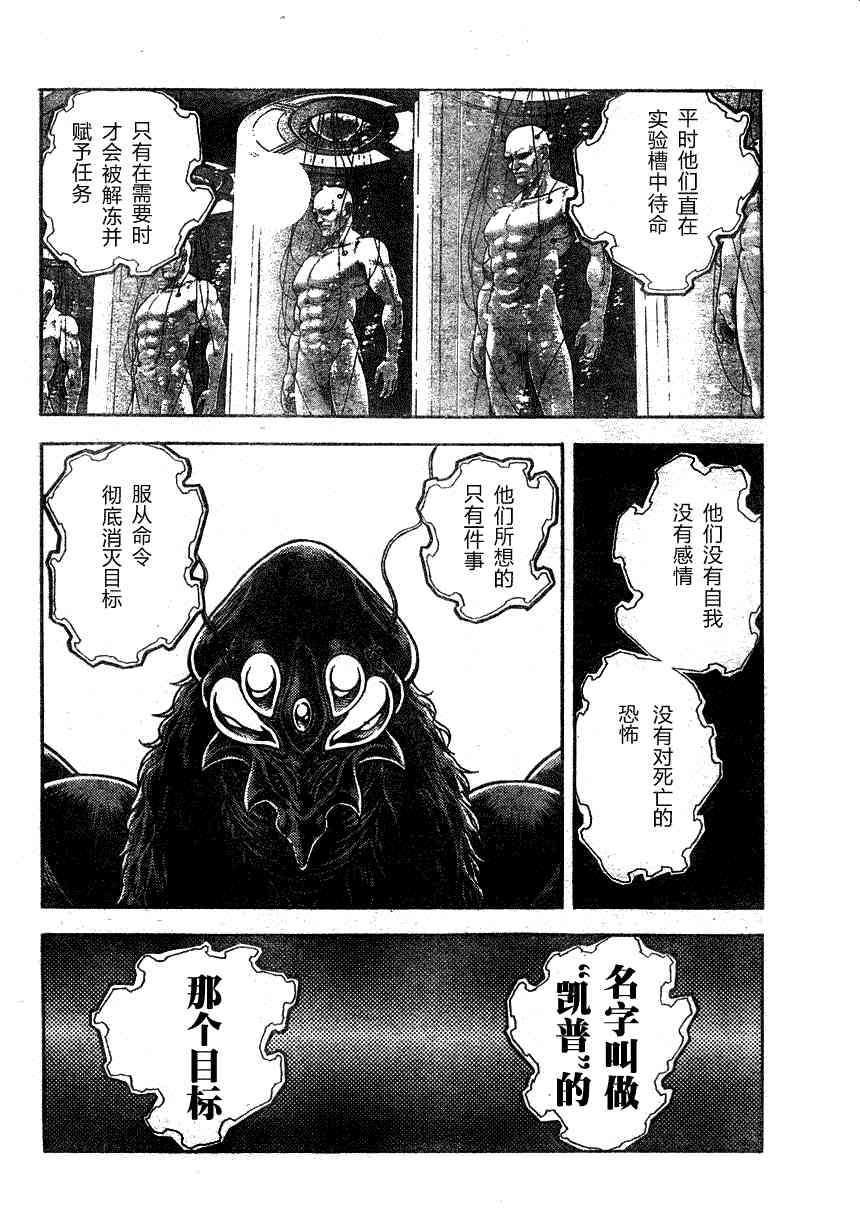 平时他们直在
实验槽中待命
只有在需要时
才会被解冻并
赋予任务
他们没有自我
没有感情
没有对死亡的
恐怖
他们所想的
只有件事
服从命令
彻底消灭目标
名字叫做
“凯普”的
那个目标